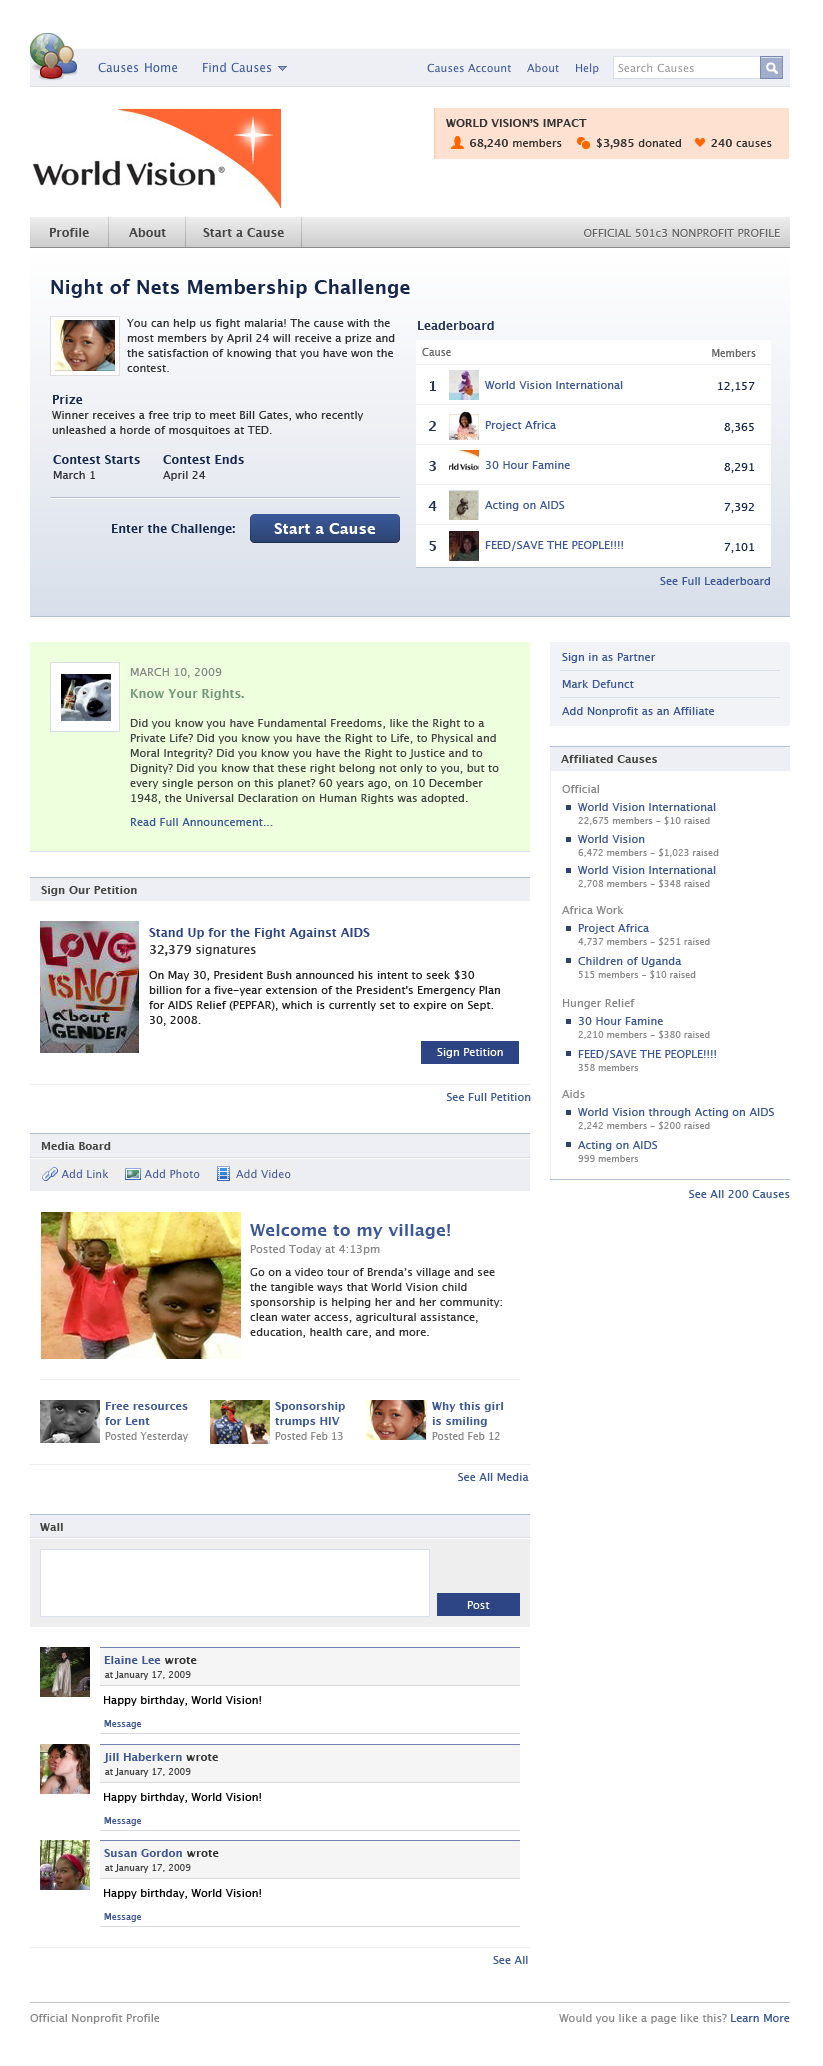 Causes Home
Find Causes
Causes Account
About
Help
Search Causes
World Vision®
WORLD VISION'S IMPACT
68,240 members
$3,985 donated
240 causes
Profile
About
Start a Cause
OFFICIAL 501c3 NONPROFIT PROFILE
Night of Nets Membership Challenge
You can help us fight malaria! The cause with the
most members by April 24 will receive a prize and
the satisfaction of knowing that you have won the
contest.
Prize
Winner receives a free trip to meet Bill Gates, who recently
unleashed a horde of mosquitoes at TED.
Contest Starts
Contest Ends
March 1
April 24
Enter the Challenge:
Start a Cause
Leaderboard
Cause
Members
1 World Vision International 12,157
2 Project Africa 8,365
3 30 Hour Famine 8,291
4 Acting on AIDS 7,392
5 FEED/SAVE THE PEOPLE!!!! 7,101
See Full Leaderboard
MARCH 10, 2009
Know Your Rights.
Did you know you have Fundamental Freedoms, like the Right to a
Private Life? Did you know you have the Right to Life, to Physical and
Moral Integrity? Did you know you have the Right to Justice and to
Dignity? Did you know that these right belong not only to you, but to
every single person on this planet? 60 years ago, on 10 December
1948, the Universal Declaration on Human Rights was adopted.
Read Full Announcement...
Sign Our Petition
LOVE
IS NOT
about
GENDER
Stand Up for the Fight Against AIDS
32,379 signatures
On May 30, President Bush announced his intent to seek $30
billion for a five-year extension of the President's Emergency Plan
for AIDS Relief (PEPFAR), which is currently set to expire on Sept.
30, 2008.
Sign Petition
See Full Petition
Media Board
Add Link
Add Photo
Add Video
Welcome to my village!
Posted Today at 4:13pm
Go on a video tour of Brenda's village and see
the tangible ways that World Vision child
sponsorship is helping her and her community:
clean water access, agricultural assistance,
education, health care, and more.
Free resources
for Lent
Posted Yesterday
Sponsorship
trumps HIV
Posted Feb 13
Why this girl
is smiling
Posted Feb 12
See All Media
Wall
Post
Elaine Lee wrote
at January 17, 2009
Happy birthday, World Vision!
Message
Jill Haberkern wrote
at January 17, 2009
Happy birthday, World Vision!
Message
Susan Gordon wrote
at January 17, 2009
Happy birthday, World Vision!
Message
See All
Sign in as Partner
Mark Defunct
Add Nonprofit as an Affiliate
Affiliated Causes
Official
World Vision International
22,675 members – $10 raised
World Vision
6,472 members – $1,023 raised
World Vision International
2,708 members – $348 raised
Africa Work
Project Africa
4,737 members – $251 raised
Children of Uganda
515 members – $10 raised
Hunger Relief
30 Hour Famine
2,210 members – $380 raised
FEED/SAVE THE PEOPLE!!!!
358 members
Aids
World Vision through Acting on AIDS
2,242 members – $200 raised
Acting on AIDS
999 members
See All 200 Causes
Official Nonprofit Profile
Would you like a page like this? Learn More